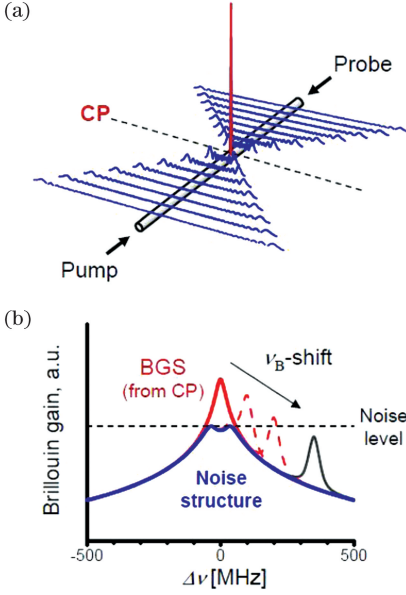 (a)
Probe
CP
Pump
(b)
Brillouin gain, a.u.
BGS
(from CP)
νB-shift
Noise
level
Noise
structure
-500
0
500
Δν [MHz]